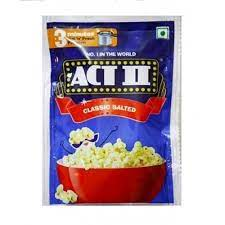 3 minutes
NO. 1 IN THE WORLD
ACT II
CLASSIC SALTED